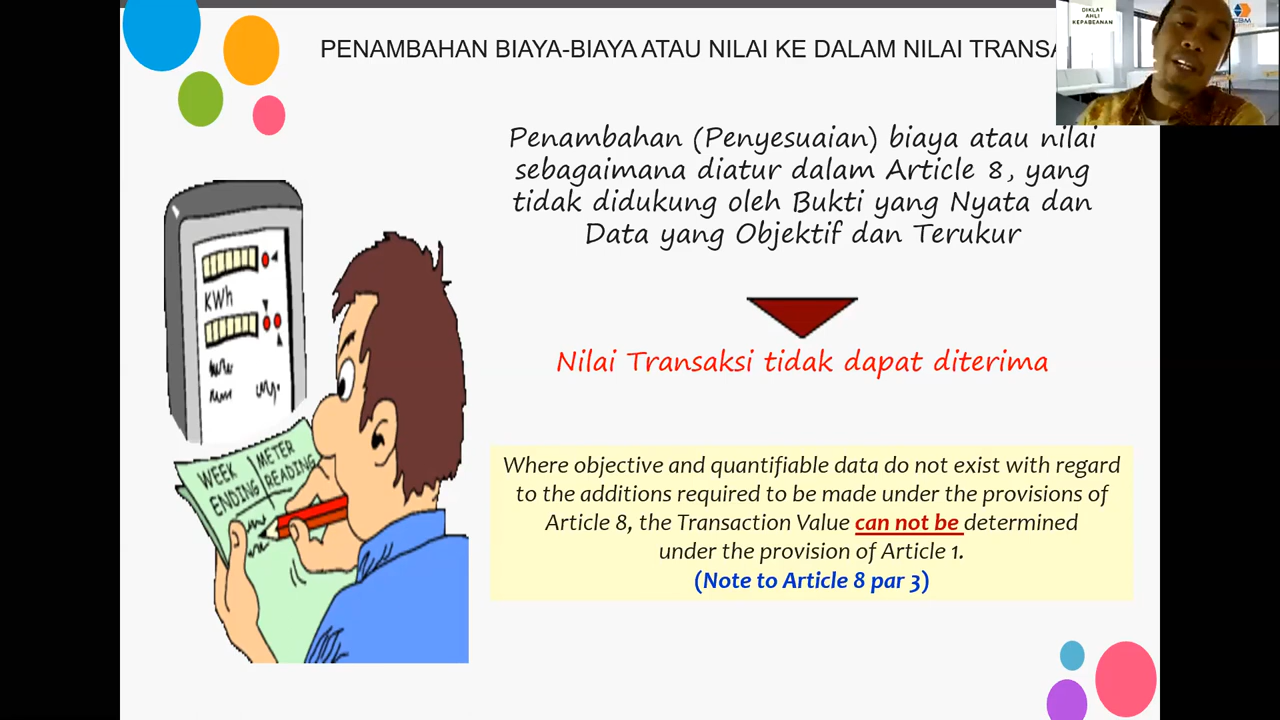 PENAMBAHAN BIAYA-BIAYA ATAU NILAI KE DALAM NILAI TRANSA
DIKLAT
AHLI
KEPABEANAN
CBM
Penambahan (Penyesuaian) biaya atau nilai
sebagaimana diatur dalam Article 8, yang
tidak didukung oleh Bukti yang Nyata dan
Data yang Objektif dan Terukur
Nilai Transaksi tidak dapat diterima
KWh
WEEK
ENDING
METER
READING
Where objective and quantifiable data do not exist with regard
to the additions required to be made under the provisions of
Article 8, the Transaction Value can not be determined
under the provision of Article 1.
(Note to Article 8 par 3)